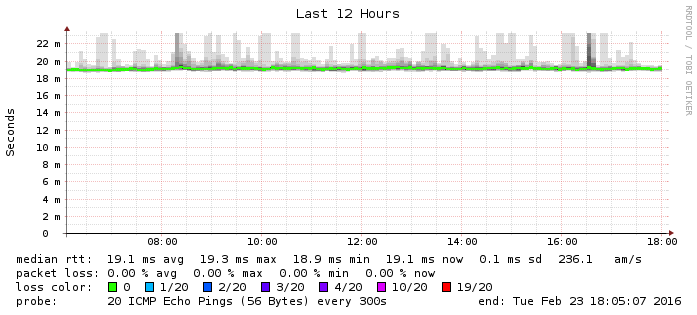 Last 12 Hours
RRDTOOL / TOBI OETIKER
Seconds
22 m
20 m
18 m
16 m
14 m
12 m
10 m
8 m
6 m
4 m
2 m
0
08:00 10:00 12:00 14:00 16:00 18:00
median rtt: 19.1 ms avg 19.3 ms max 18.9 ms min 19.1 ms now 0.1 ms sd 236.1 am/s
packet loss: 0.00 % avg 0.00 % max 0.00 % min 0.00 % now
loss color: 0 1/20 2/20 3/20 4/20 10/20 19/20
probe: 20 ICMP Echo Pings (56 Bytes) every 300s end: Tue Feb 23 18:05:07 2016